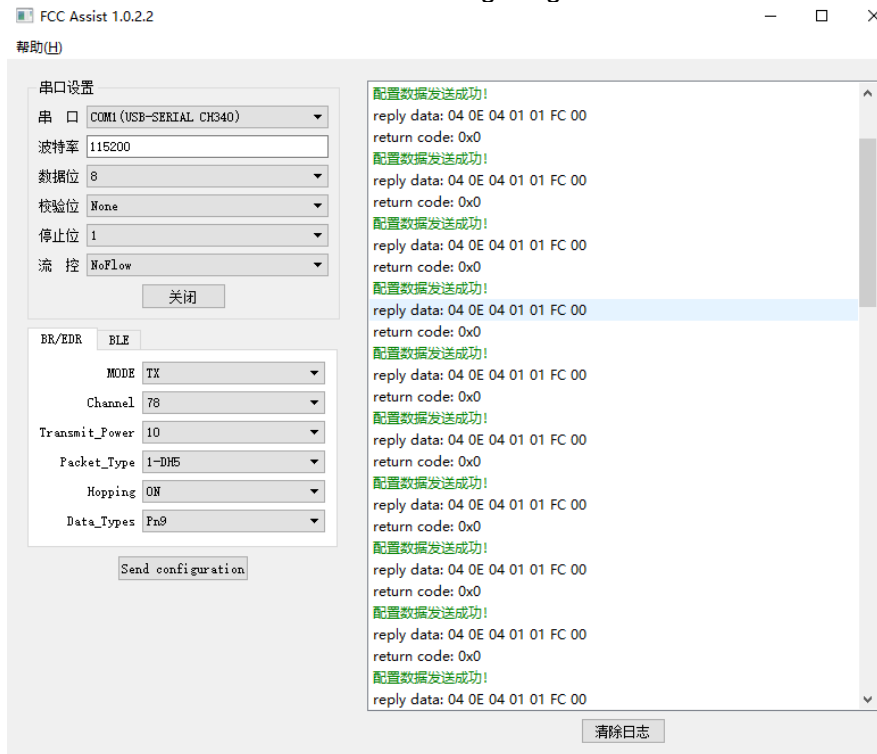 FCC Assist 1.0.2.2
帮助(H)
串口设置
串 口 COM1(USB-SERIAL CH340)
波特率 115200
数据位 8
校验位 None
停止位 1
流 控 NoFlow
关闭
BR/EDR BLE
MODE TX
Channel 78
Transmit_Power 10
Packet_Type 1-DH5
Hopping ON
Data_Types Pn9
Send configuration
配置数据发送成功!
reply data: 04 0E 04 01 01 FC 00
return code: 0x0
配置数据发送成功!
reply data: 04 0E 04 01 01 FC 00
return code: 0x0
配置数据发送成功!
reply data: 04 0E 04 01 01 FC 00
return code: 0x0
配置数据发送成功!
reply data: 04 0E 04 01 01 FC 00
return code: 0x0
配置数据发送成功!
reply data: 04 0E 04 01 01 FC 00
return code: 0x0
配置数据发送成功!
reply data: 04 0E 04 01 01 FC 00
return code: 0x0
配置数据发送成功!
reply data: 04 0E 04 01 01 FC 00
return code: 0x0
配置数据发送成功!
reply data: 04 0E 04 01 01 FC 00
return code: 0x0
配置数据发送成功!
reply data: 04 0E 04 01 01 FC 00
return code: 0x0
配置数据发送成功!
reply data: 04 0E 04 01 01 FC 00
清除日志